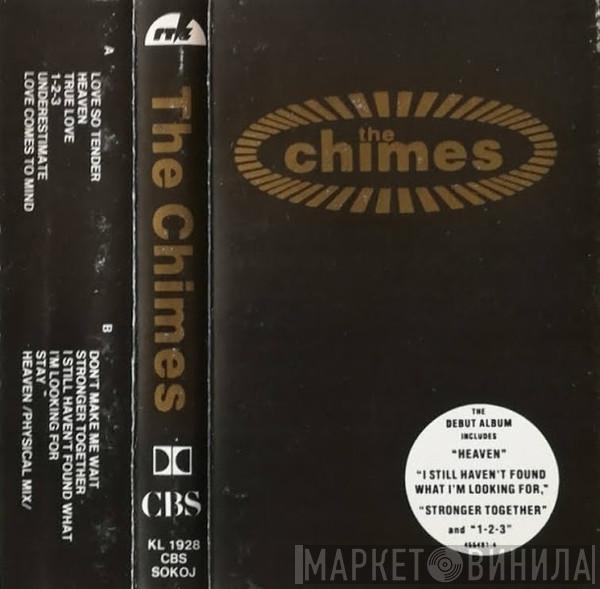 A
LOVE SO TENDER
HEAVEN
TRUE LOVE
1-2-3
UNDERESTIMATE
LOVE COMES TO MIND
B
DON'T MAKE ME WAIT
STRONGER TOGETHER
I STILL HAVEN'T FOUND WHAT
I'M LOOKING FOR
STAY
HEAVEN /PHYSICAL MIX/
The Chimes
CBS
KL 1928
CBS
SOKOJ
the
chimes
THE
DEBUT ALBUM
INCLUDES
"HEAVEN"
"I STILL HAVEN'T FOUND
WHAT I'M LOOKING FOR,"
"STRONGER TOGETHER"
and "1-2-3"
МАРКЕТ ВИНИЛА